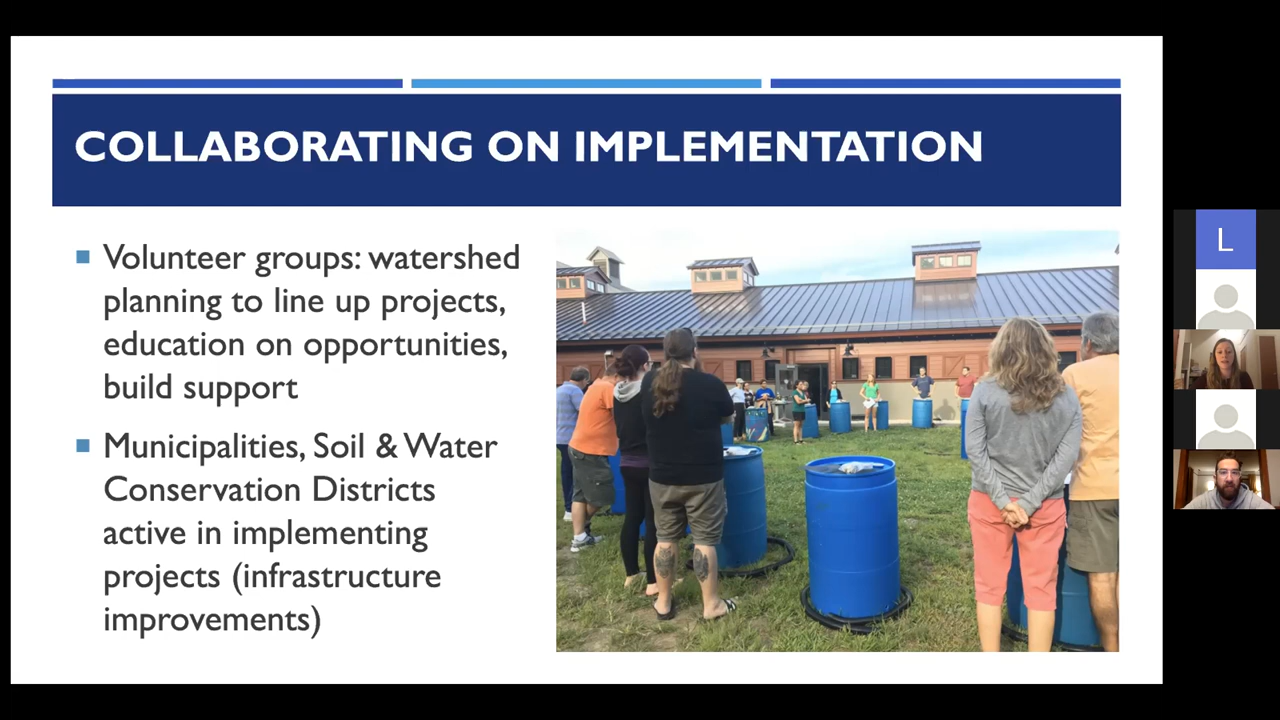 COLLABORATING ON IMPLEMENTATION
Volunteer groups: watershed
planning to line up projects,
education on opportunities,
build support
Municipalities, Soil & Water
Conservation Districts
active in implementing
projects (infrastructure
improvements)
L